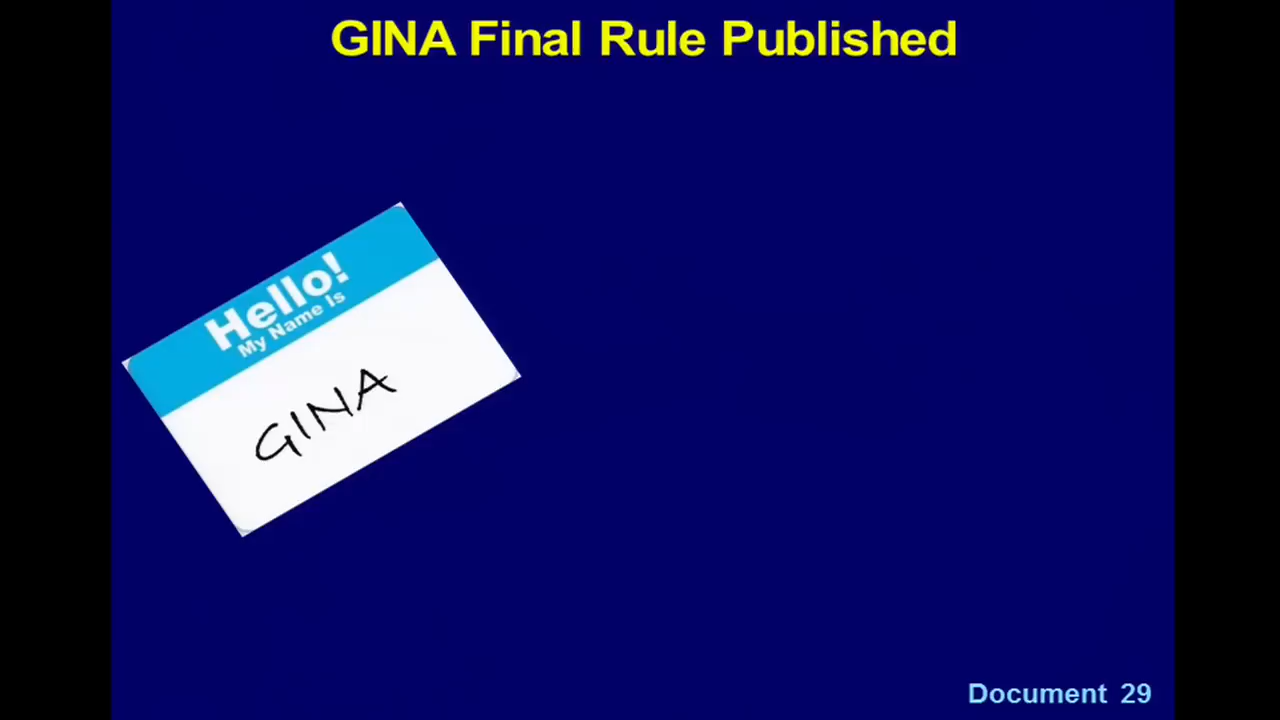 GINA Final Rule Published
Hello!
My Name Is
GINA
Document 29